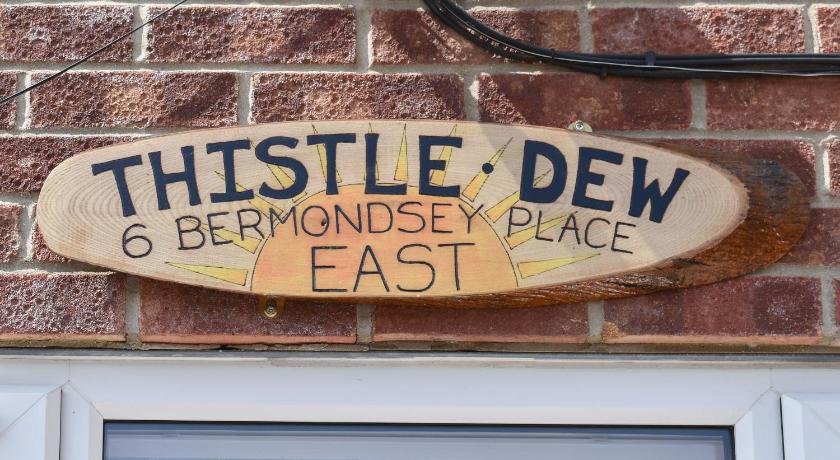 THISTLE · DEW
6 BERMONDSEY PLACE
EAST